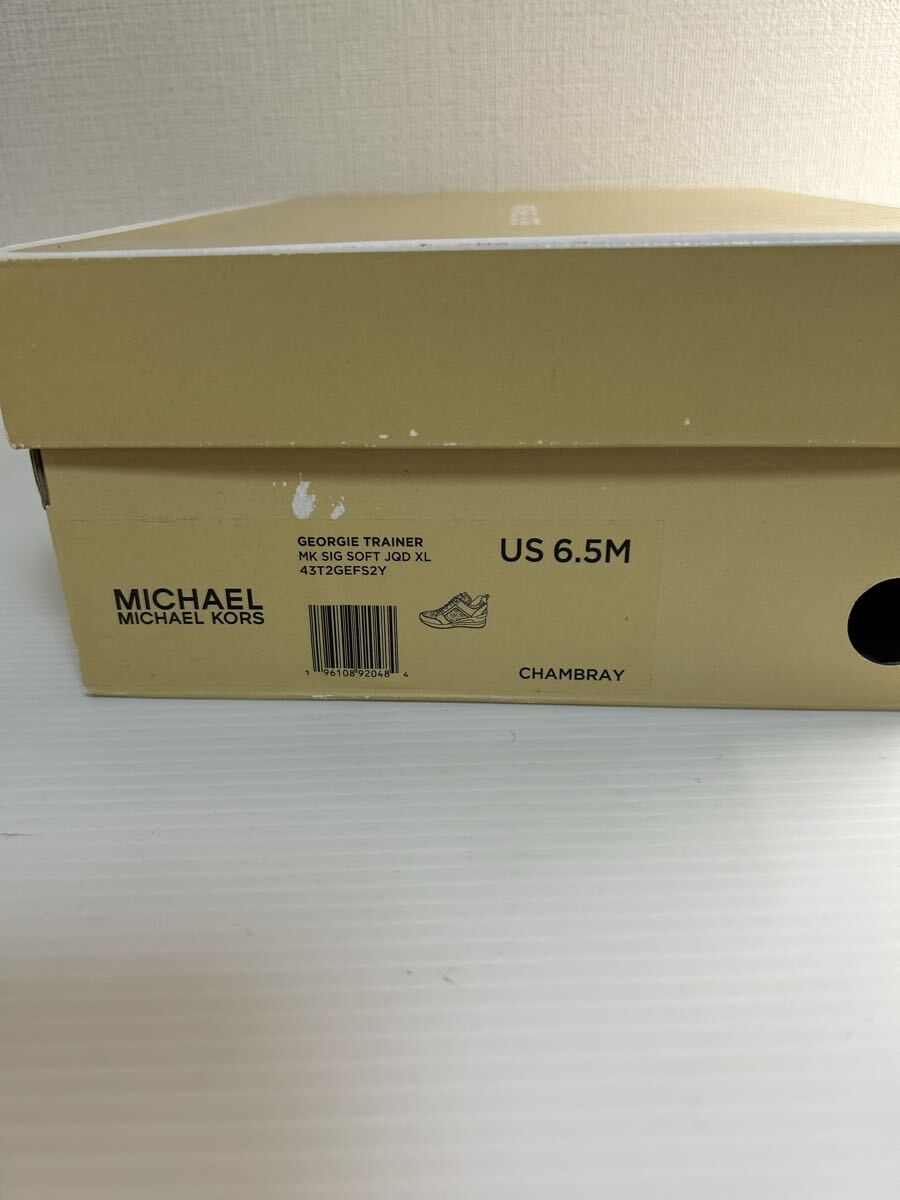 GEORGIE TRAINER
MK SIG SOFT JQD XL
43T2GEFS2Y
US 6.5M
MICHAEL
MICHAEL KORS
1 96108 92048 4
CHAMBRAY